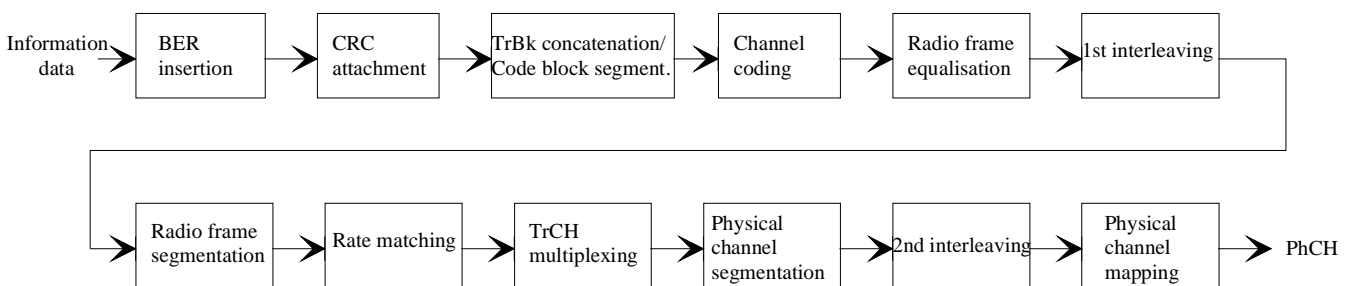 Information
data
BER
insertion
CRC
attachment
TrBk concatenation/
Code block segment.
Channel
coding
Radio frame
equalisation
1st interleaving
Radio frame
segmentation
Rate matching
TrCH
multiplexing
Physical
channel
segmentation
2nd interleaving
Physical
channel
mapping
PhCH